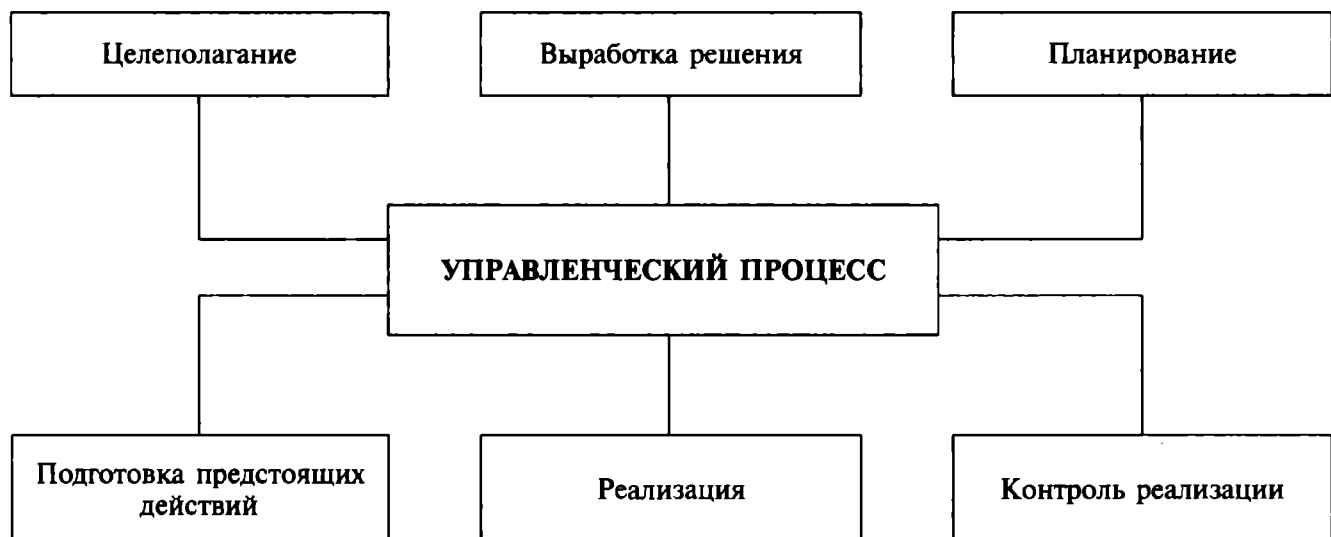 Целеполагание
Выработка решения
Планирование
УПРАВЛЕНЧЕСКИЙ ПРОЦЕСС
Подготовка предстоящих
действий
Реализация
Контроль реализации